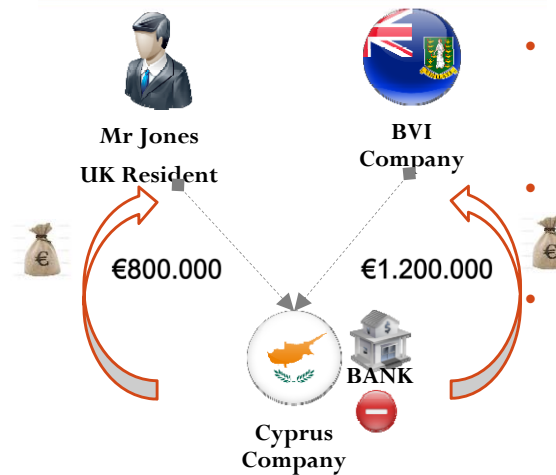 Mr Jones
UK Resident
BVI
Company
€800.000
€1.200.000
BANK
Cyprus
Company